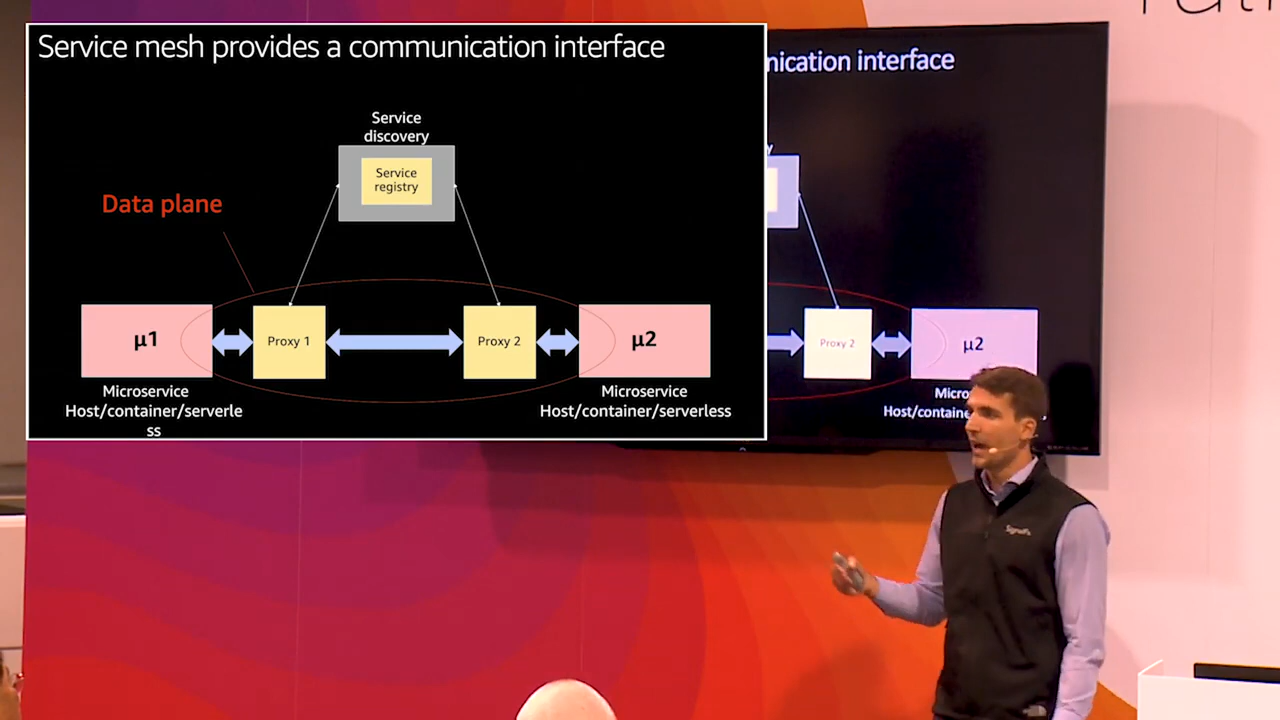 Service mesh provides a communication interface
Service
discovery
Service
registry
Data plane
μ1
Proxy 1
Proxy 2
μ2
Microservice
Host/container/serverle
ss
Microservice
Host/container/serverless
nication interface
y
Proxy 2
μ2
Micro
Host/containe
SignalFx